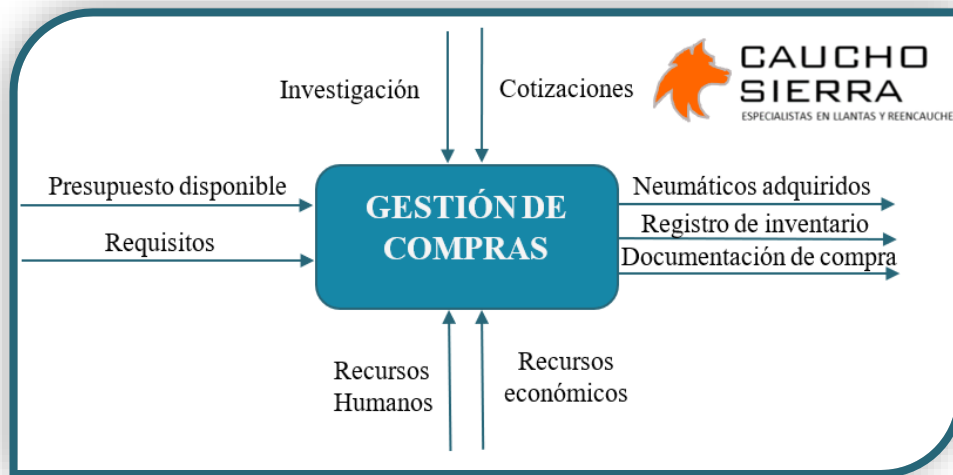 Investigación
Cotizaciones
CAUCHO
SIERRA
ESPECIALISTAS EN LLANTAS Y REENCAUCHE
Presupuesto disponible
Requisitos
GESTIÓN DE
COMPRAS
Neumáticos adquiridos
Registro de inventario
Documentación de compra
Recursos
Humanos
Recursos
económicos